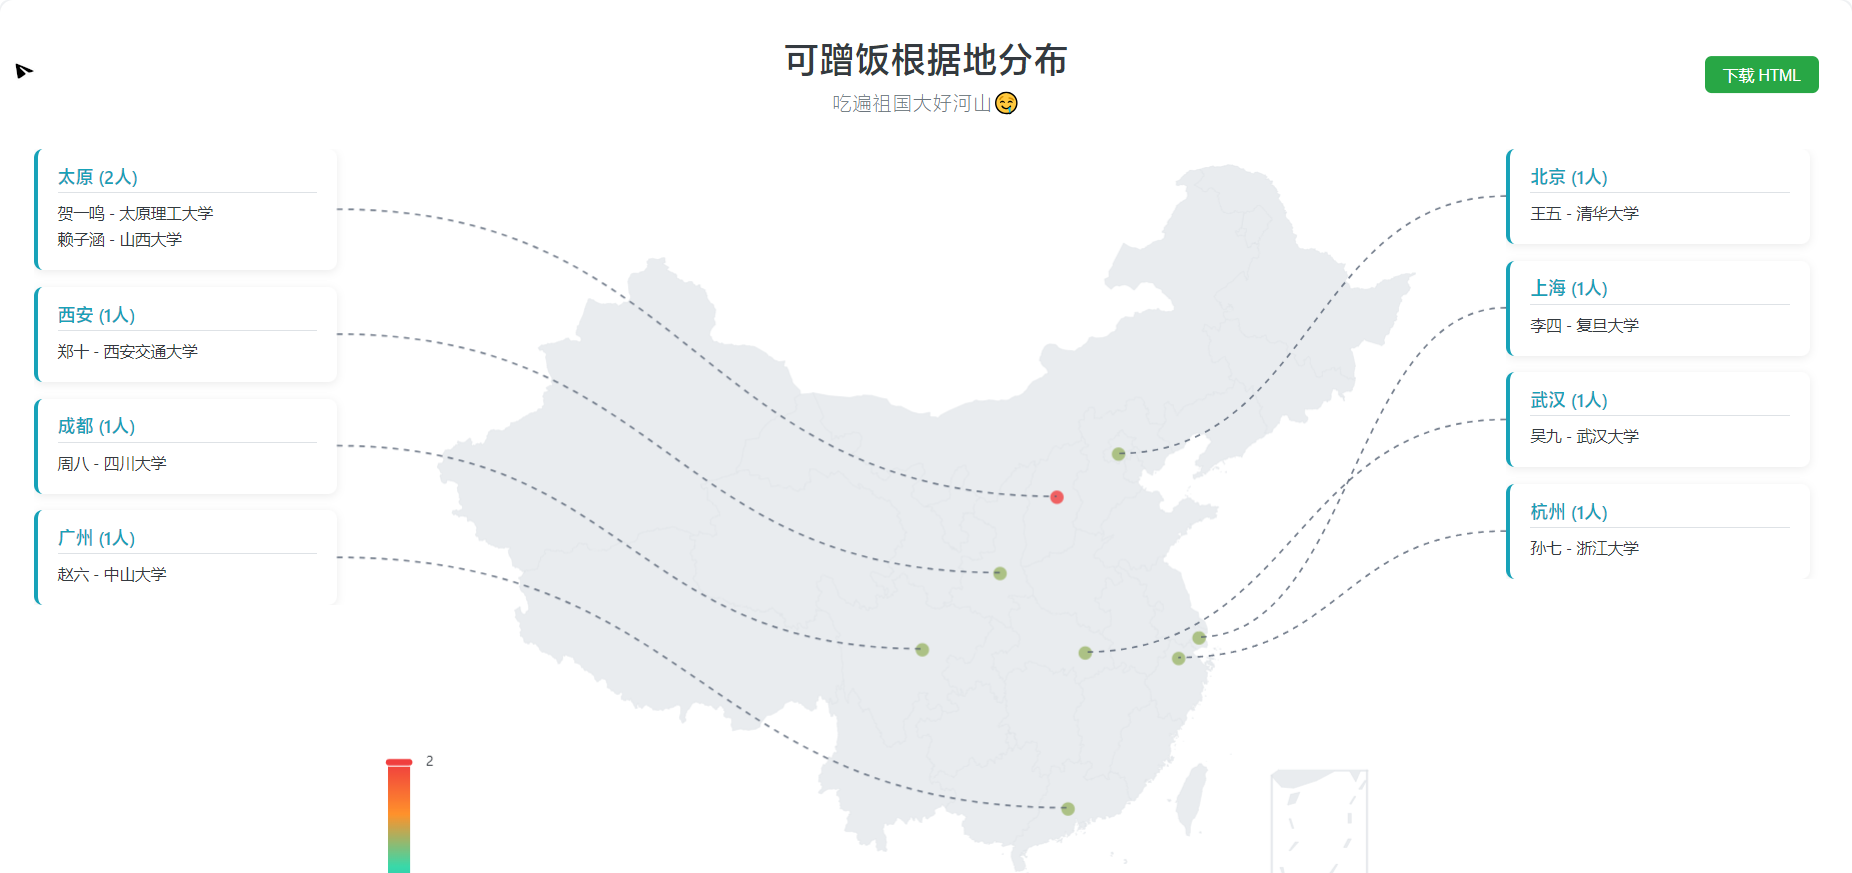 可蹭饭根据地分布
吃遍祖国大好河山
下载 HTML
太原 (2人)
贺一鸣 - 太原理工大学
赖子涵 - 山西大学
西安 (1人)
郑十 - 西安交通大学
成都 (1人)
周八 - 四川大学
广州 (1人)
赵六 - 中山大学
北京 (1人)
王五 - 清华大学
上海 (1人)
李四 - 复旦大学
武汉 (1人)
吴九 - 武汉大学
杭州 (1人)
孙七 - 浙江大学
2